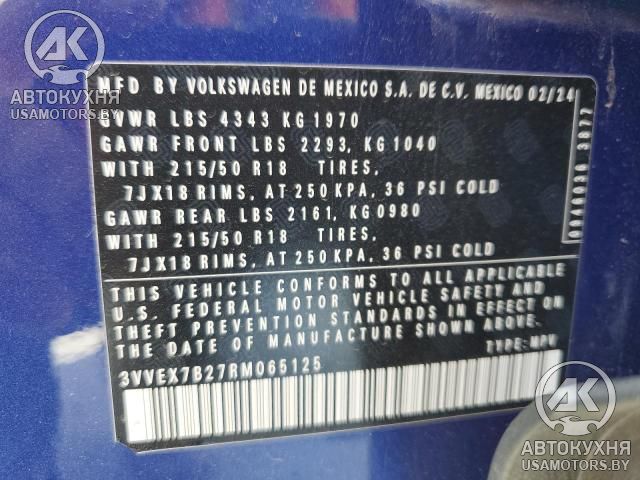 MFD BY VOLKSWAGEN DE MEXICO S.A. DE C.V. MEXICO 02/24
GVWR LBS 4343 KG 1970
GAWR FRONT LBS 2293, KG 1040
WITH 215/50 R18 TIRES,
7JX18 RIMS, AT 250 KPA, 36 PSI COLD
GAWR REAR LBS 2161, KG 0980
WITH 215/50 R18 TIRES,
7JX18 RIMS, AT 250 KPA, 36 PSI COLD
THIS VEHICLE CONFORMS TO ALL APPLICABLE
U.S. FEDERAL MOTOR VEHICLE SAFETY AND
THEFT PREVENTION STANDARDS IN EFFECT ON
THE DATE OF MANUFACTURE SHOWN ABOVE.
3VVEX7B27RM065125
TYPE: MPV
АК
АВТОКУХНЯ
USAMOTORS.BY
АК
АВТОКУХНЯ
USAMOTORS.BY